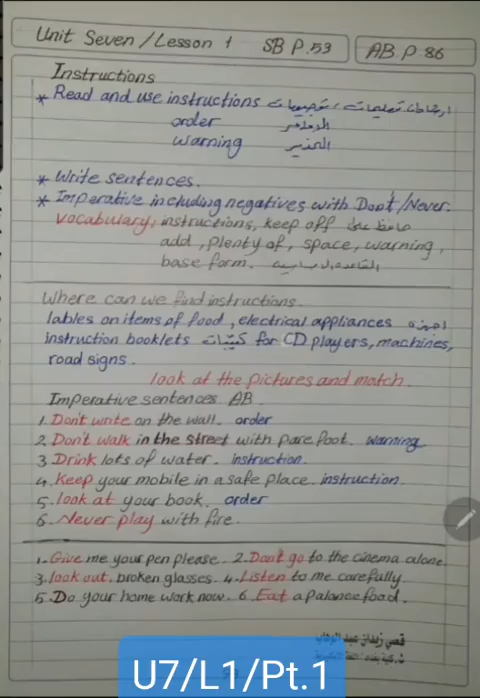 Unit Seven / Lesson 1 SB P.53 AB.P 86
Instructions
* Read and use instructions ارشادات، تعليمات، توجيهات
order الاوامر
warning التحذير
* Write sentences.
* Imperative including negatives with Don't/Never.
Vocabulary: instructions, keep off حافظ على
add, plenty of, space, warning,
base form. القاعدة الاساسية
Where can we find instructions.
lables on items of food, electrical appliances اجهزه
instruction booklets كتيبات for CD players, machines,
road signs.
look at the pictures and match.
Imperative sentences AB
1. Don't write on the wall. order
2. Don't walk in the street with pare foot. warning
3 Drink lots of water. instruction.
4. Keep your mobile in a safe place. instruction.
5. look at your book. order
6. Never play with fire.
1. Give me your pen please. 2. Don't go to the cinema alone.
3. look out. broken glasses. 4. Listen to me carefully.
5. Do your home work now. 6. Eat a palance food.
قصي زيدان عبد الوهاب
U7/L1/Pt.1